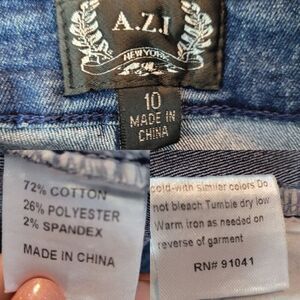 A.Z.I
NEW YORK
10
MADE IN
CHINA
72% COTTON
26% POLYESTER
2% SPANDEX
MADE IN CHINA
cold-with similar colors Do
not bleach Tumble dry low
Warm iron as needed on
reverse of garment
RN# 91041